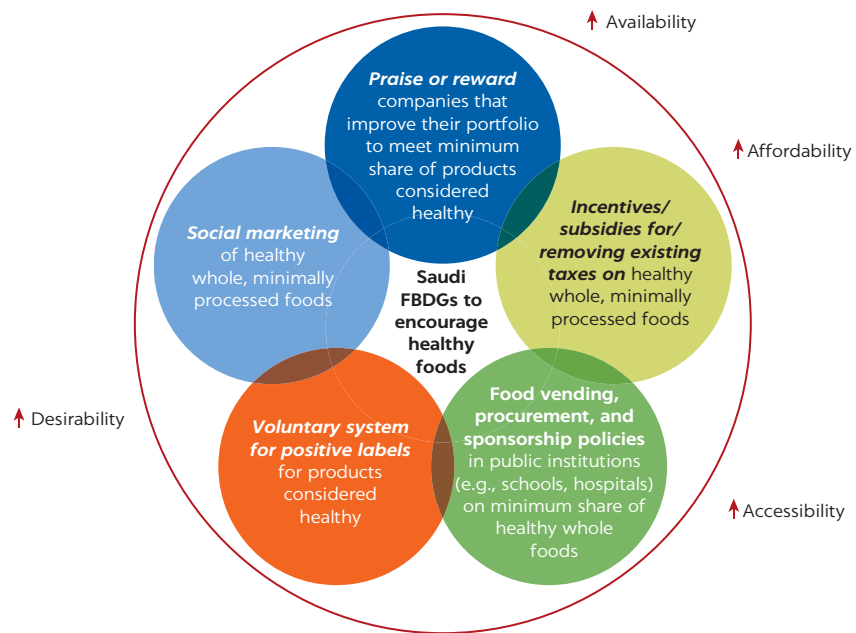 Availability
Praise or reward
companies that
improve their portfolio
to meet minimum
share of products
considered
healthy
Affordability
Social marketing
of healthy
whole, minimally
processed foods
Incentives/
subsidies for/
removing existing
taxes on healthy
whole, minimally
processed foods
Saudi
FBDGs to
encourage
healthy
foods
Desirability
Voluntary system
for positive labels
for products
considered
healthy
Food vending,
procurement, and
sponsorship policies
in public institutions
(e.g., schools, hospitals)
on minimum share of
healthy whole
foods
Accessibility